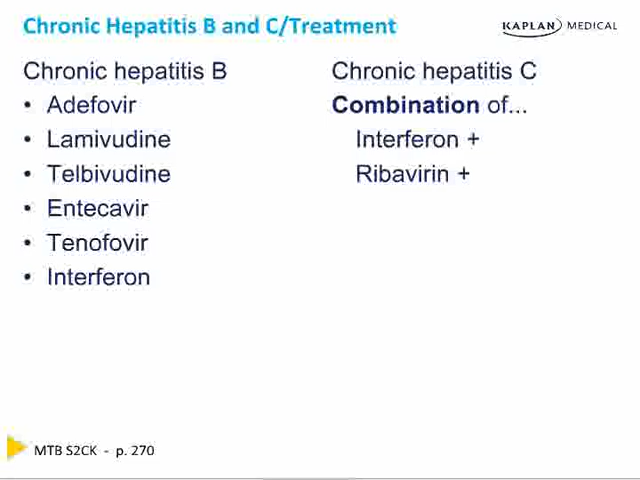 Chronic Hepatitis B and C/Treatment
KAPLAN MEDICAL
Chronic hepatitis B
• Adefovir
• Lamivudine
• Telbivudine
• Entecavir
• Tenofovir
• Interferon
Chronic hepatitis C
Combination of...
Interferon +
Ribavirin +
MTB S2CK - p. 270